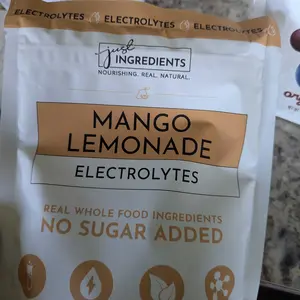 ELECTROLYTES ELECTROLYTES ELECTROLYTES
just
INGREDIENTS
NOURISHING. REAL. NATURAL.
MANGO
LEMONADE
ELECTROLYTES
REAL WHOLE FOOD INGREDIENTS
NO SUGAR ADDED